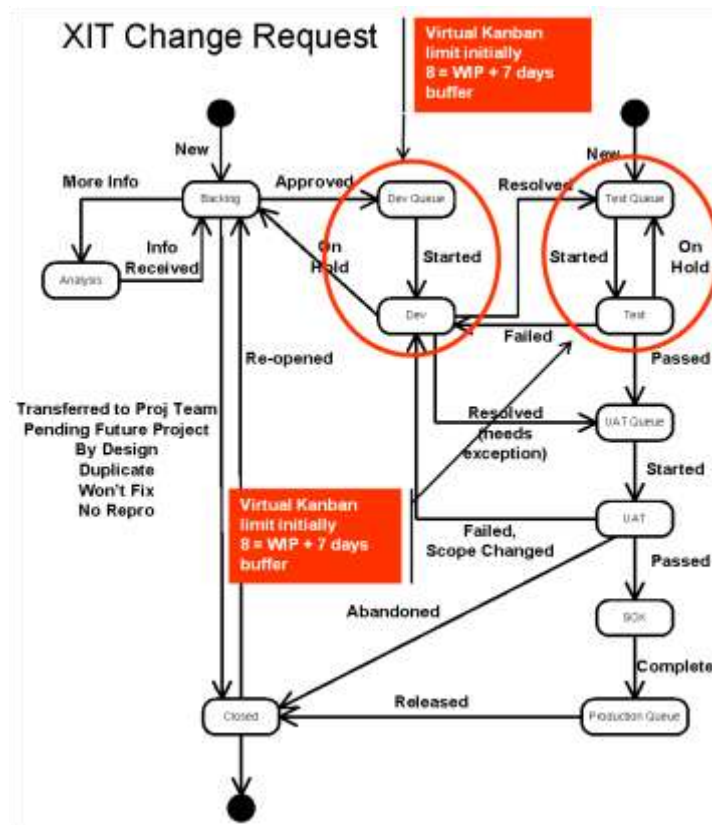 XIT Change Request
Virtual Kanban
limit initially
8 = WIP + 7 days
buffer
New
New
More Info
Backlog
Approved
Dev Queue
Resolved
Test Queue
Info
Received
Analysis
On
Hold
Started
Started
On
Hold
Dev
Test
Failed
Re-opened
Passed
Transferred to Proj Team
Pending Future Project
By Design
Duplicate
Won't Fix
No Repro
Resolved
(needs
exception)
UAT Queue
Started
Virtual Kanban
limit initially
8 = WIP + 7 days
buffer
Failed,
Scope Changed
UAT
Passed
Abandoned
SOX
Complete
Released
Closed
Production Queue